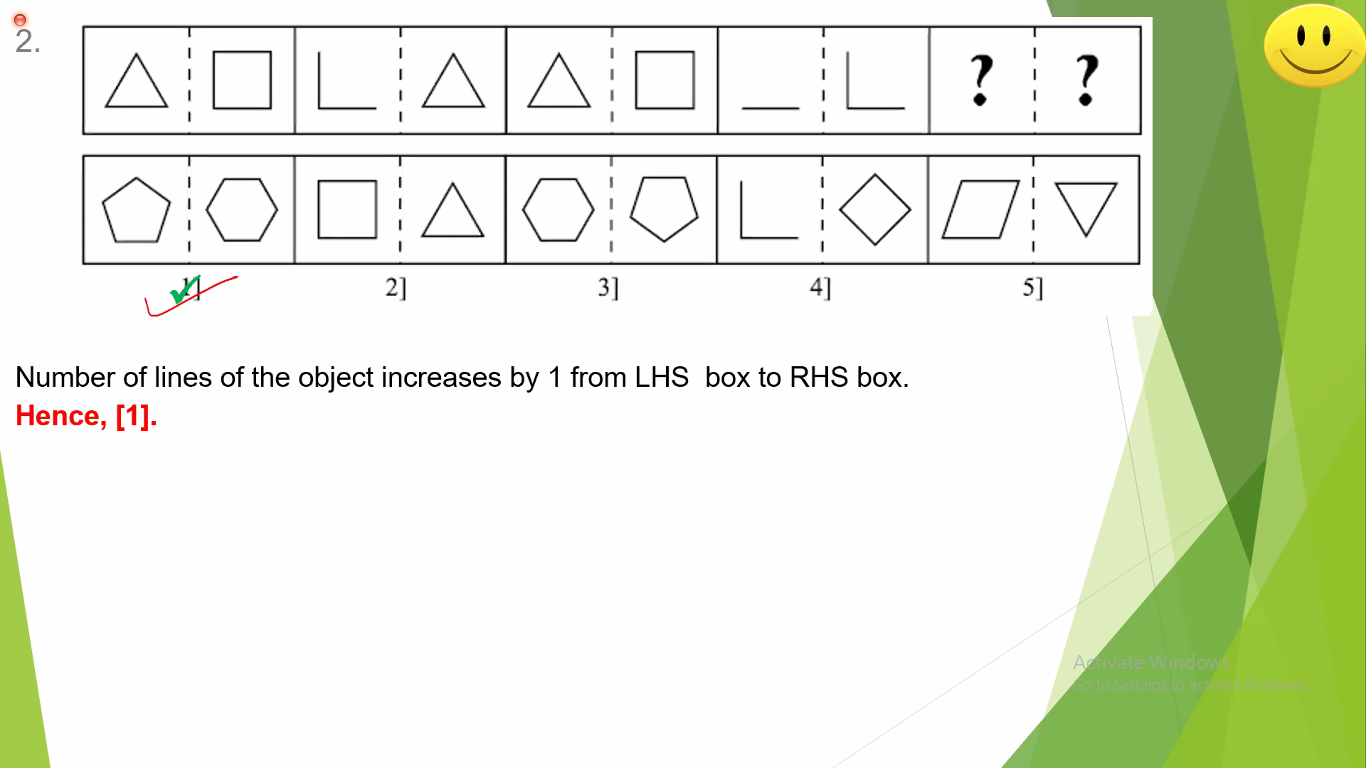 2.
? ?
1] 2] 3] 4] 5]
Number of lines of the object increases by 1 from LHS box to RHS box.
Hence, [1].
Activate Windows
Go to Settings to activate Windows.